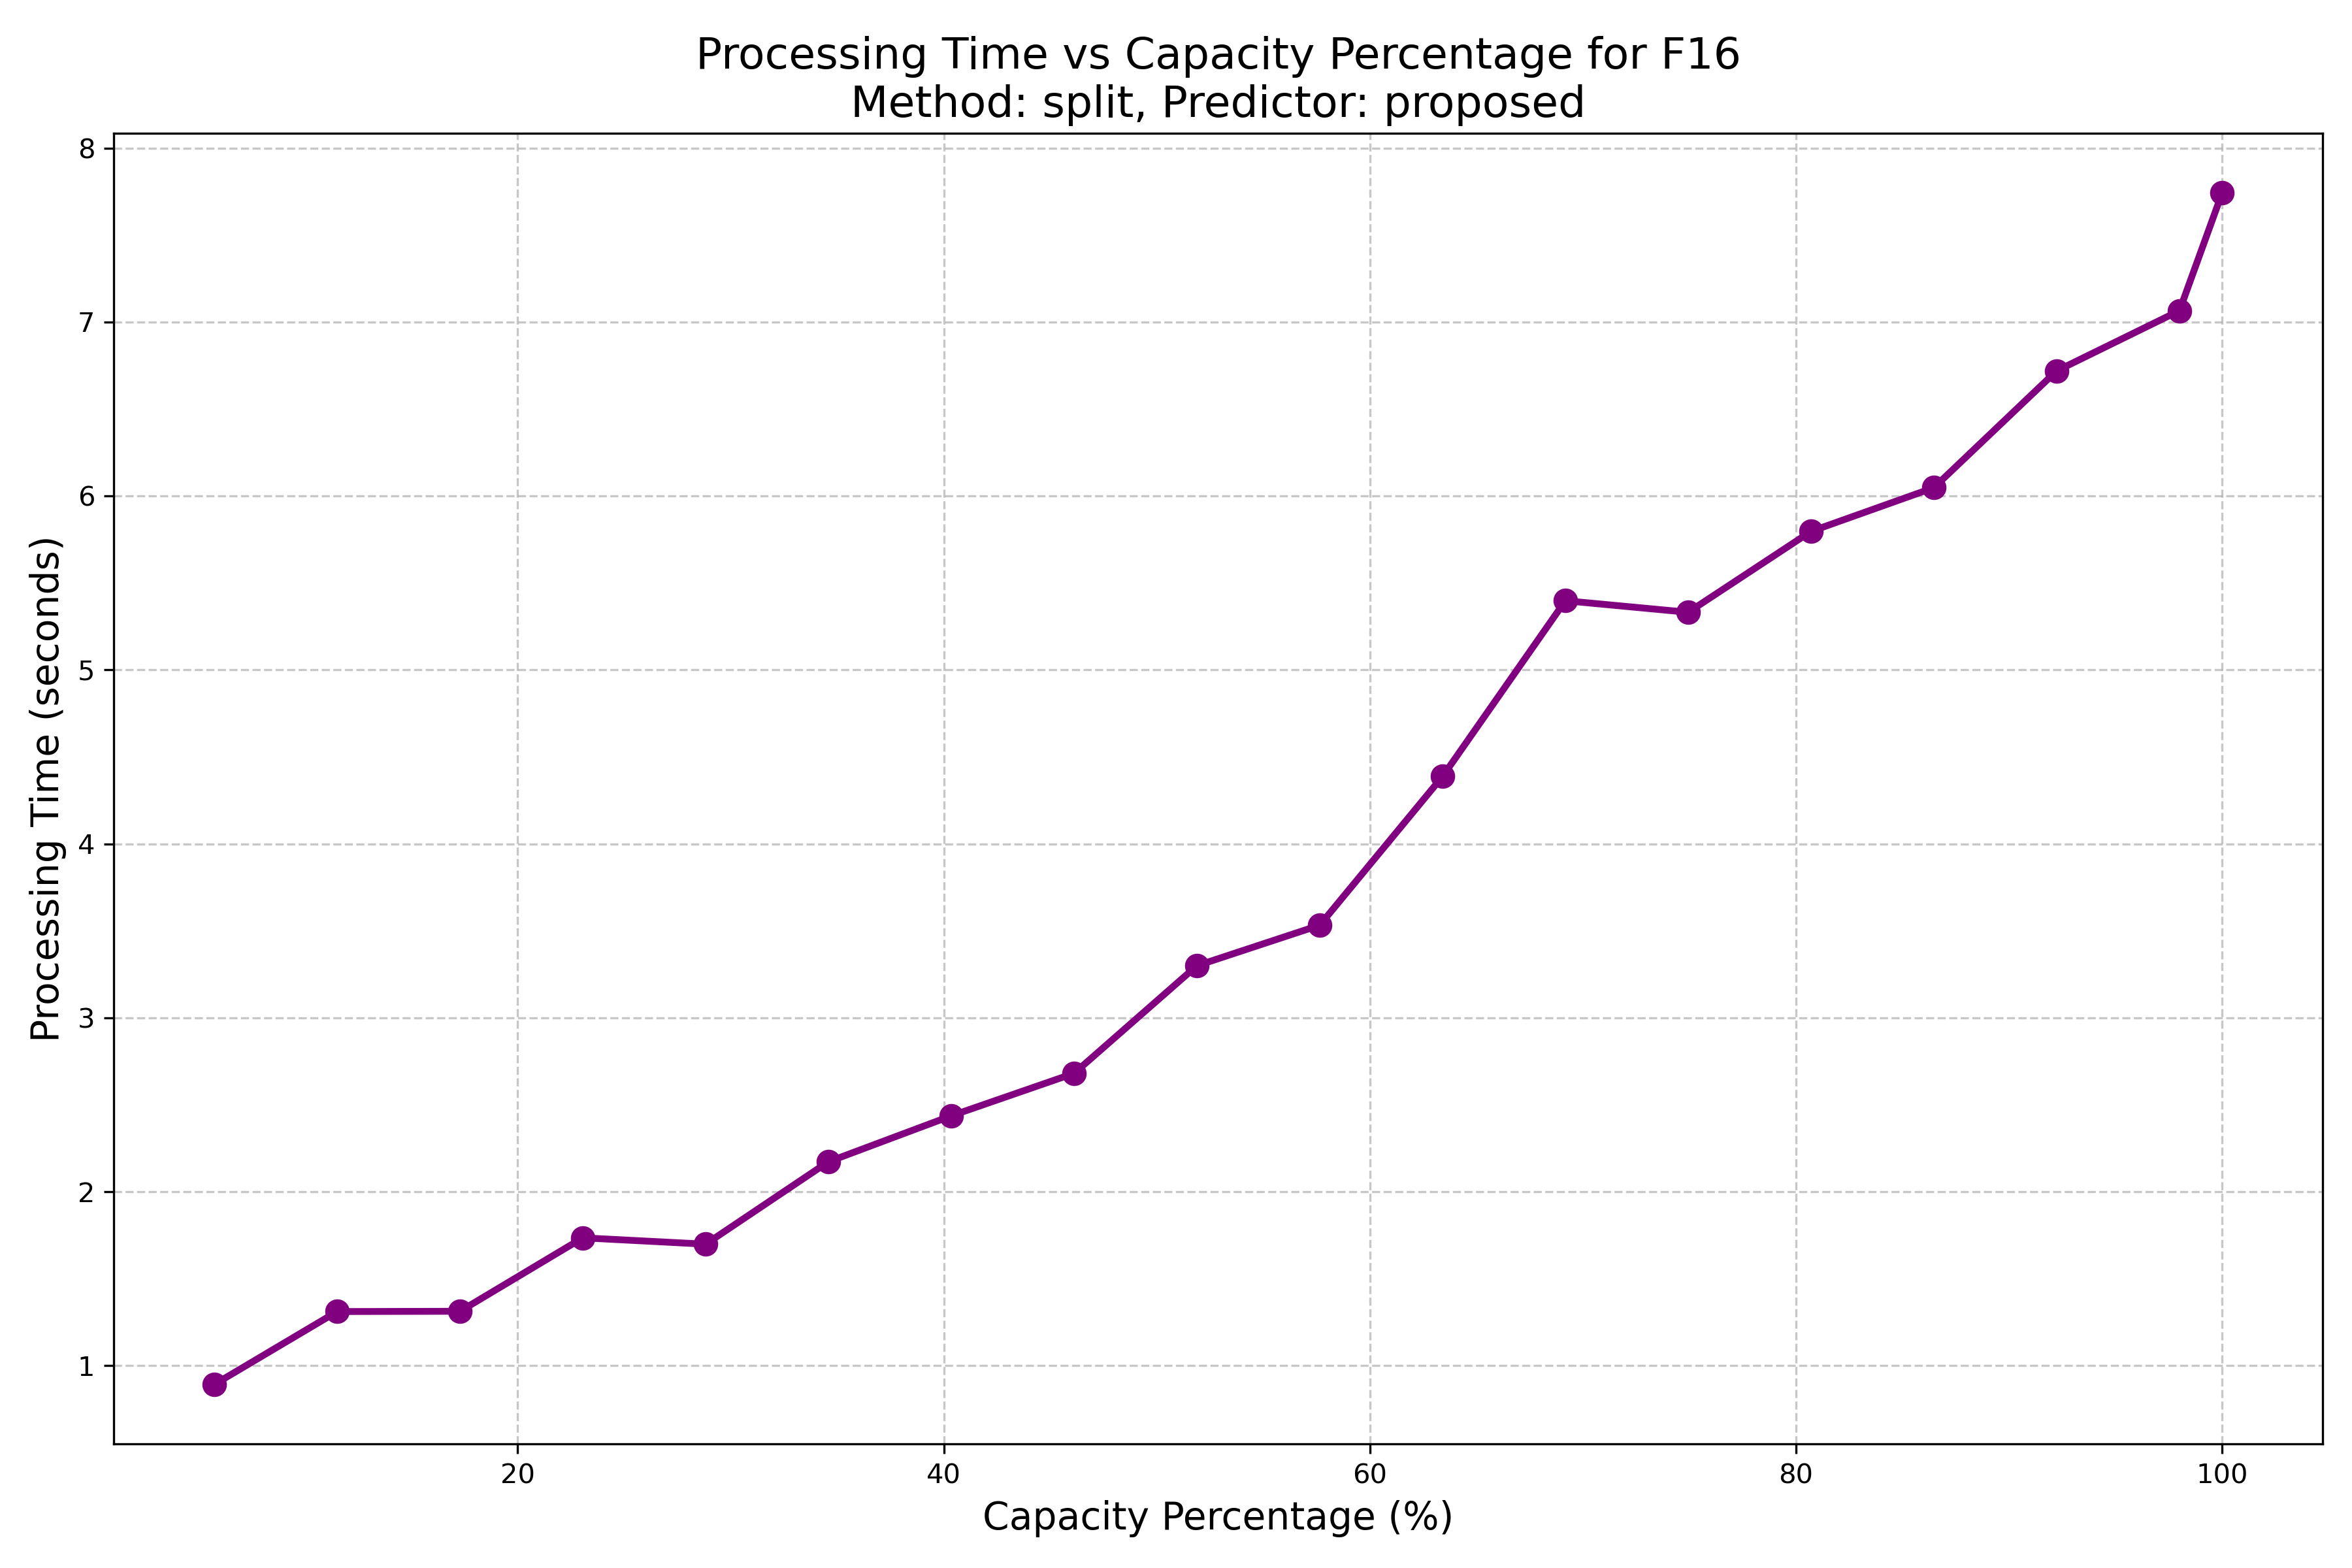 Processing Time vs Capacity Percentage for F16
Method: split, Predictor: proposed
Processing Time (seconds)
8
7
6
5
4
3
2
1
20 40 60 80 100
Capacity Percentage (%)